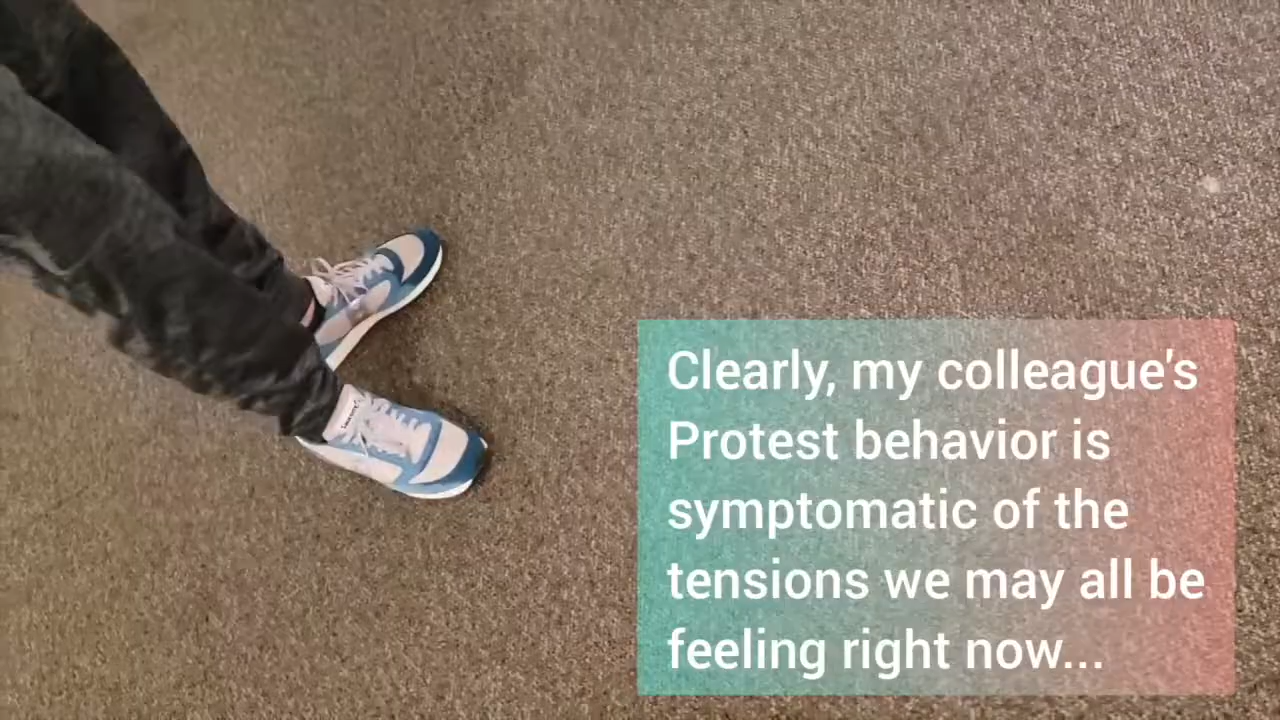 Clearly, my colleague's
Protest behavior is
symptomatic of the
tensions we may all be
feeling right now...